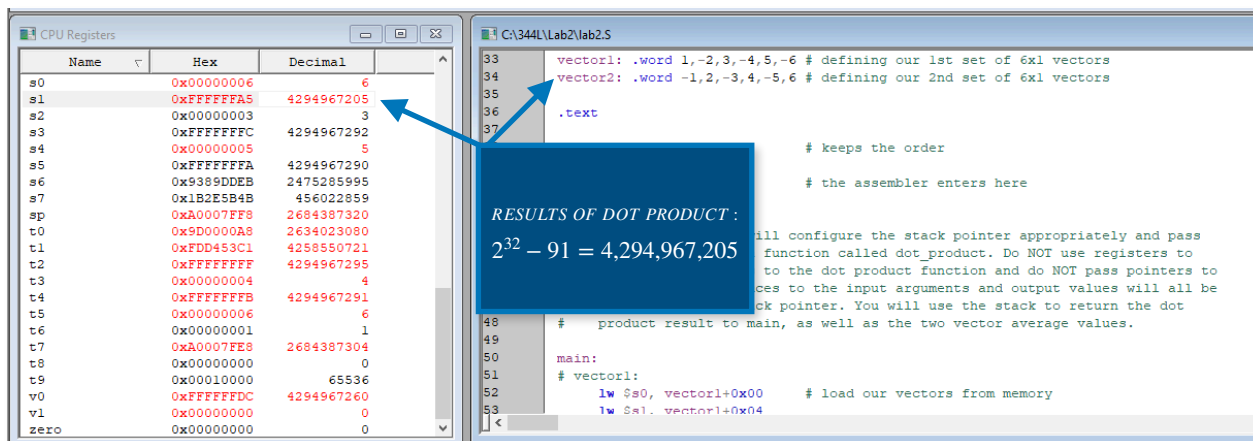 CPU Registers
Name Hex Decimal
s0 0x00000006 6
s1 0xFFFFFFA5 4294967205
s2 0x00000003 3
s3 0xFFFFFFFC 4294967292
s4 0x00000005 5
s5 0xFFFFFFFA 4294967290
s6 0x9389DDEB 2475285995
s7 0x1B2E5B4B 456022859
sp 0xA0007FF8 2684387320
t0 0x9D0000A8 2634023080
t1 0xFDD453C1 4258550721
t2 0xFFFFFFFF 4294967295
t3 0x00000004 4
t4 0xFFFFFFFB 4294967291
t5 0x00000006 6
t6 0x00000001 1
t7 0xA0007FE8 2684387304
t8 0x00000000 0
t9 0x00010000 65536
v0 0xFFFFFFDC 4294967260
v1 0x00000000 0
zero 0x00000000 0
C:\344L\Lab2\lab2.S
33 vector1: .word 1,-2,3,-4,5,-6 # defining our 1st set of 6x1 vectors
34 vector2: .word -1,2,-3,4,-5,6 # defining our 2nd set of 6x1 vectors
35
36 .text
37
# keeps the order
# the assembler enters here
ill configure the stack pointer appropriately and pass
function called dot_product. Do NOT use registers to
to the dot product function and do NOT pass pointers to
ces to the input arguments and output values will all be
ck pointer. You will use the stack to return the dot
48 # product result to main, as well as the two vector average values.
49
50 main:
51 # vector1:
52 lw $s0, vector1+0x00 # load our vectors from memory
53 lw $s1, vector1+0x04
RESULTS OF DOT PRODUCT :
2³² − 91 = 4,294,967,205